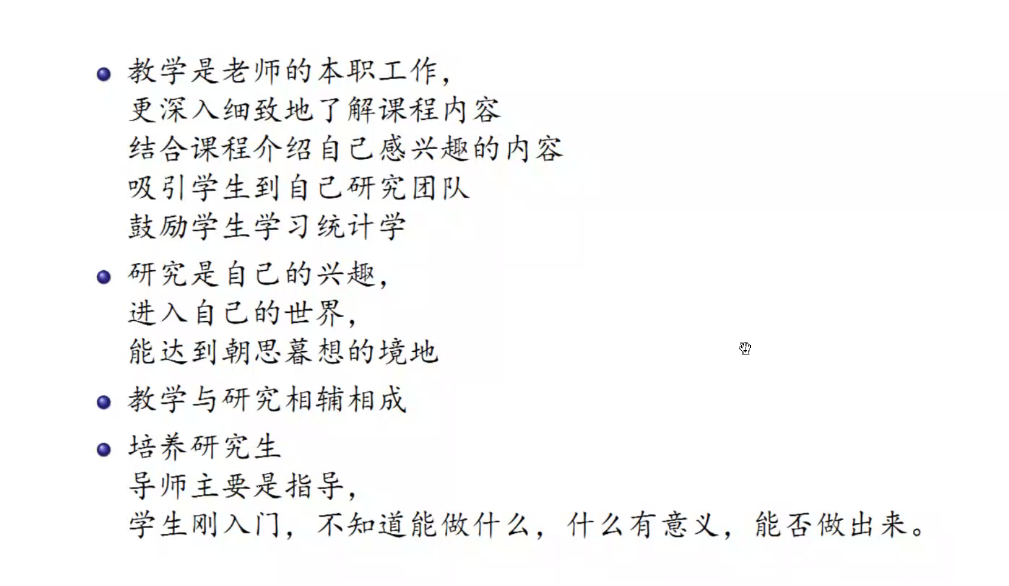 教学是老师的本职工作，
更深入细致地了解课程内容
结合课程介绍自己感兴趣的内容
吸引学生到自己研究团队
鼓励学生学习统计学
研究是自己的兴趣，
进入自己的世界，
能达到朝思暮想的境地
教学与研究相辅相成
培养研究生
导师主要是指导，
学生刚入门，不知道能做什么，什么有意义，能否做出来。